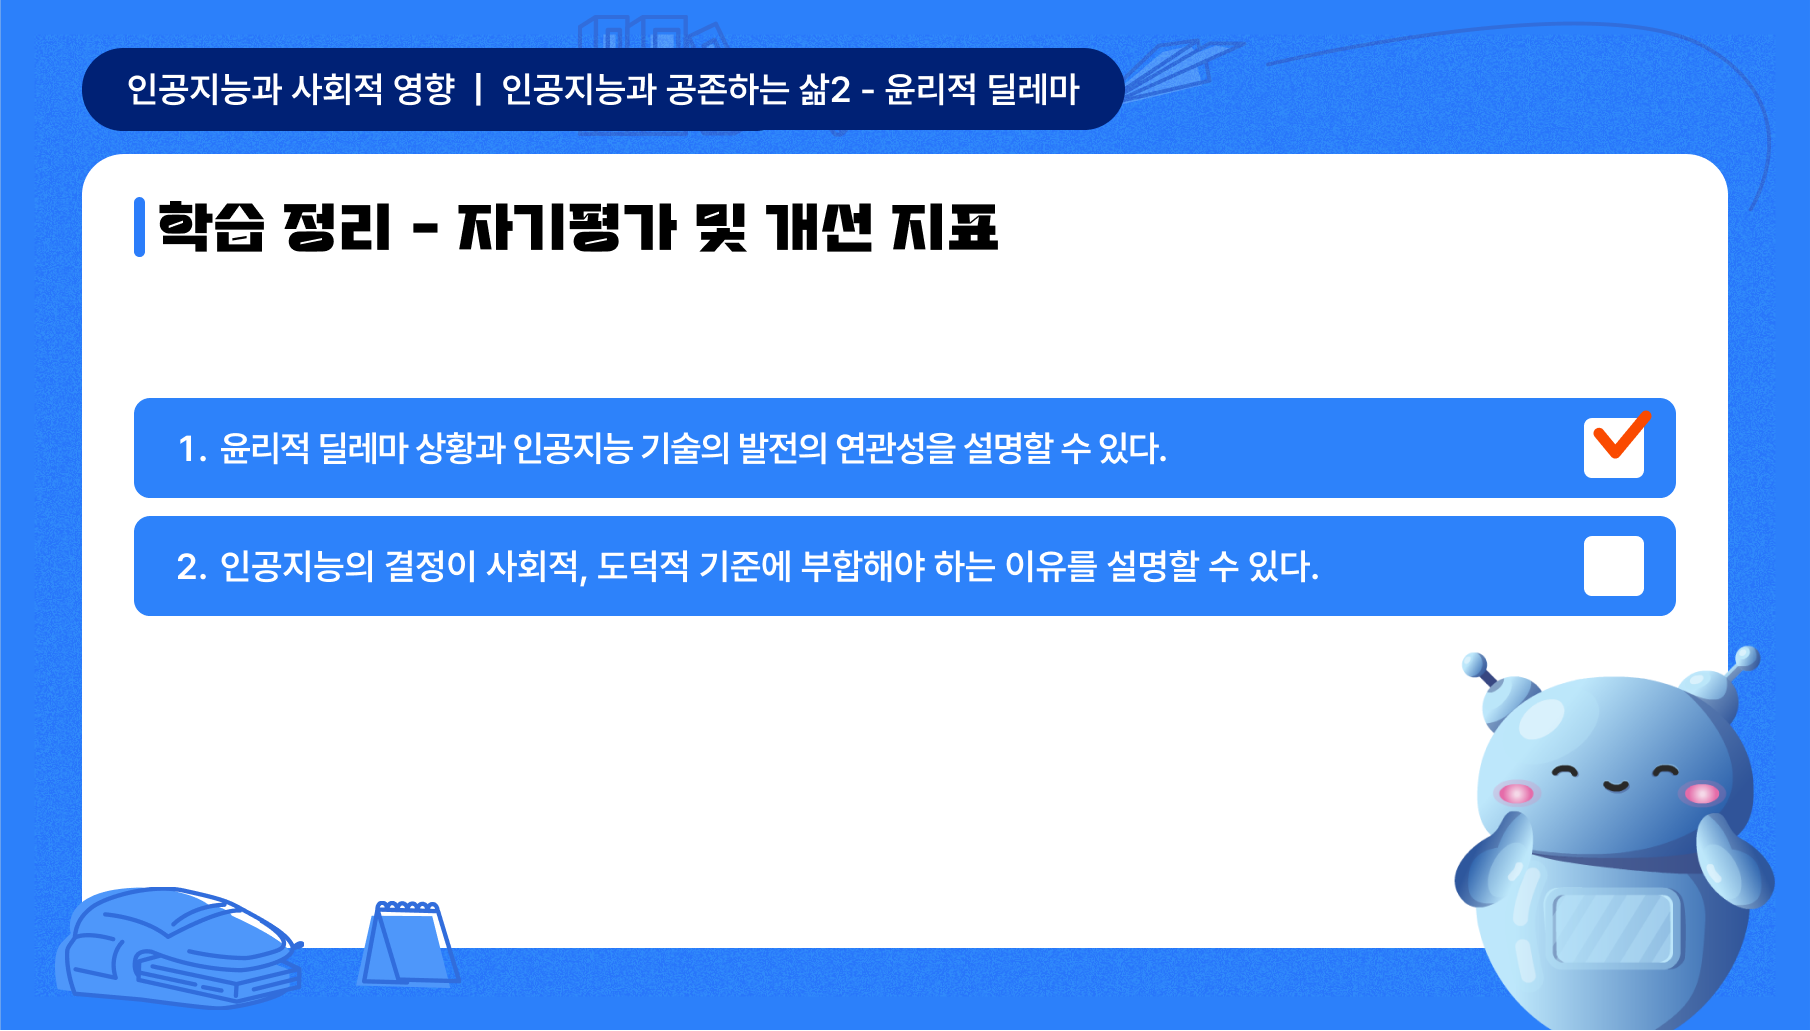 인공지능과 사회적 영향 | 인공지능과 공존하는 삶2 - 윤리적 딜레마
학습 정리 - 자기평가 및 개선 지표
1. 윤리적 딜레마 상황과 인공지능 기술의 발전의 연관성을 설명할 수 있다.
2. 인공지능의 결정이 사회적, 도덕적 기준에 부합해야 하는 이유를 설명할 수 있다.